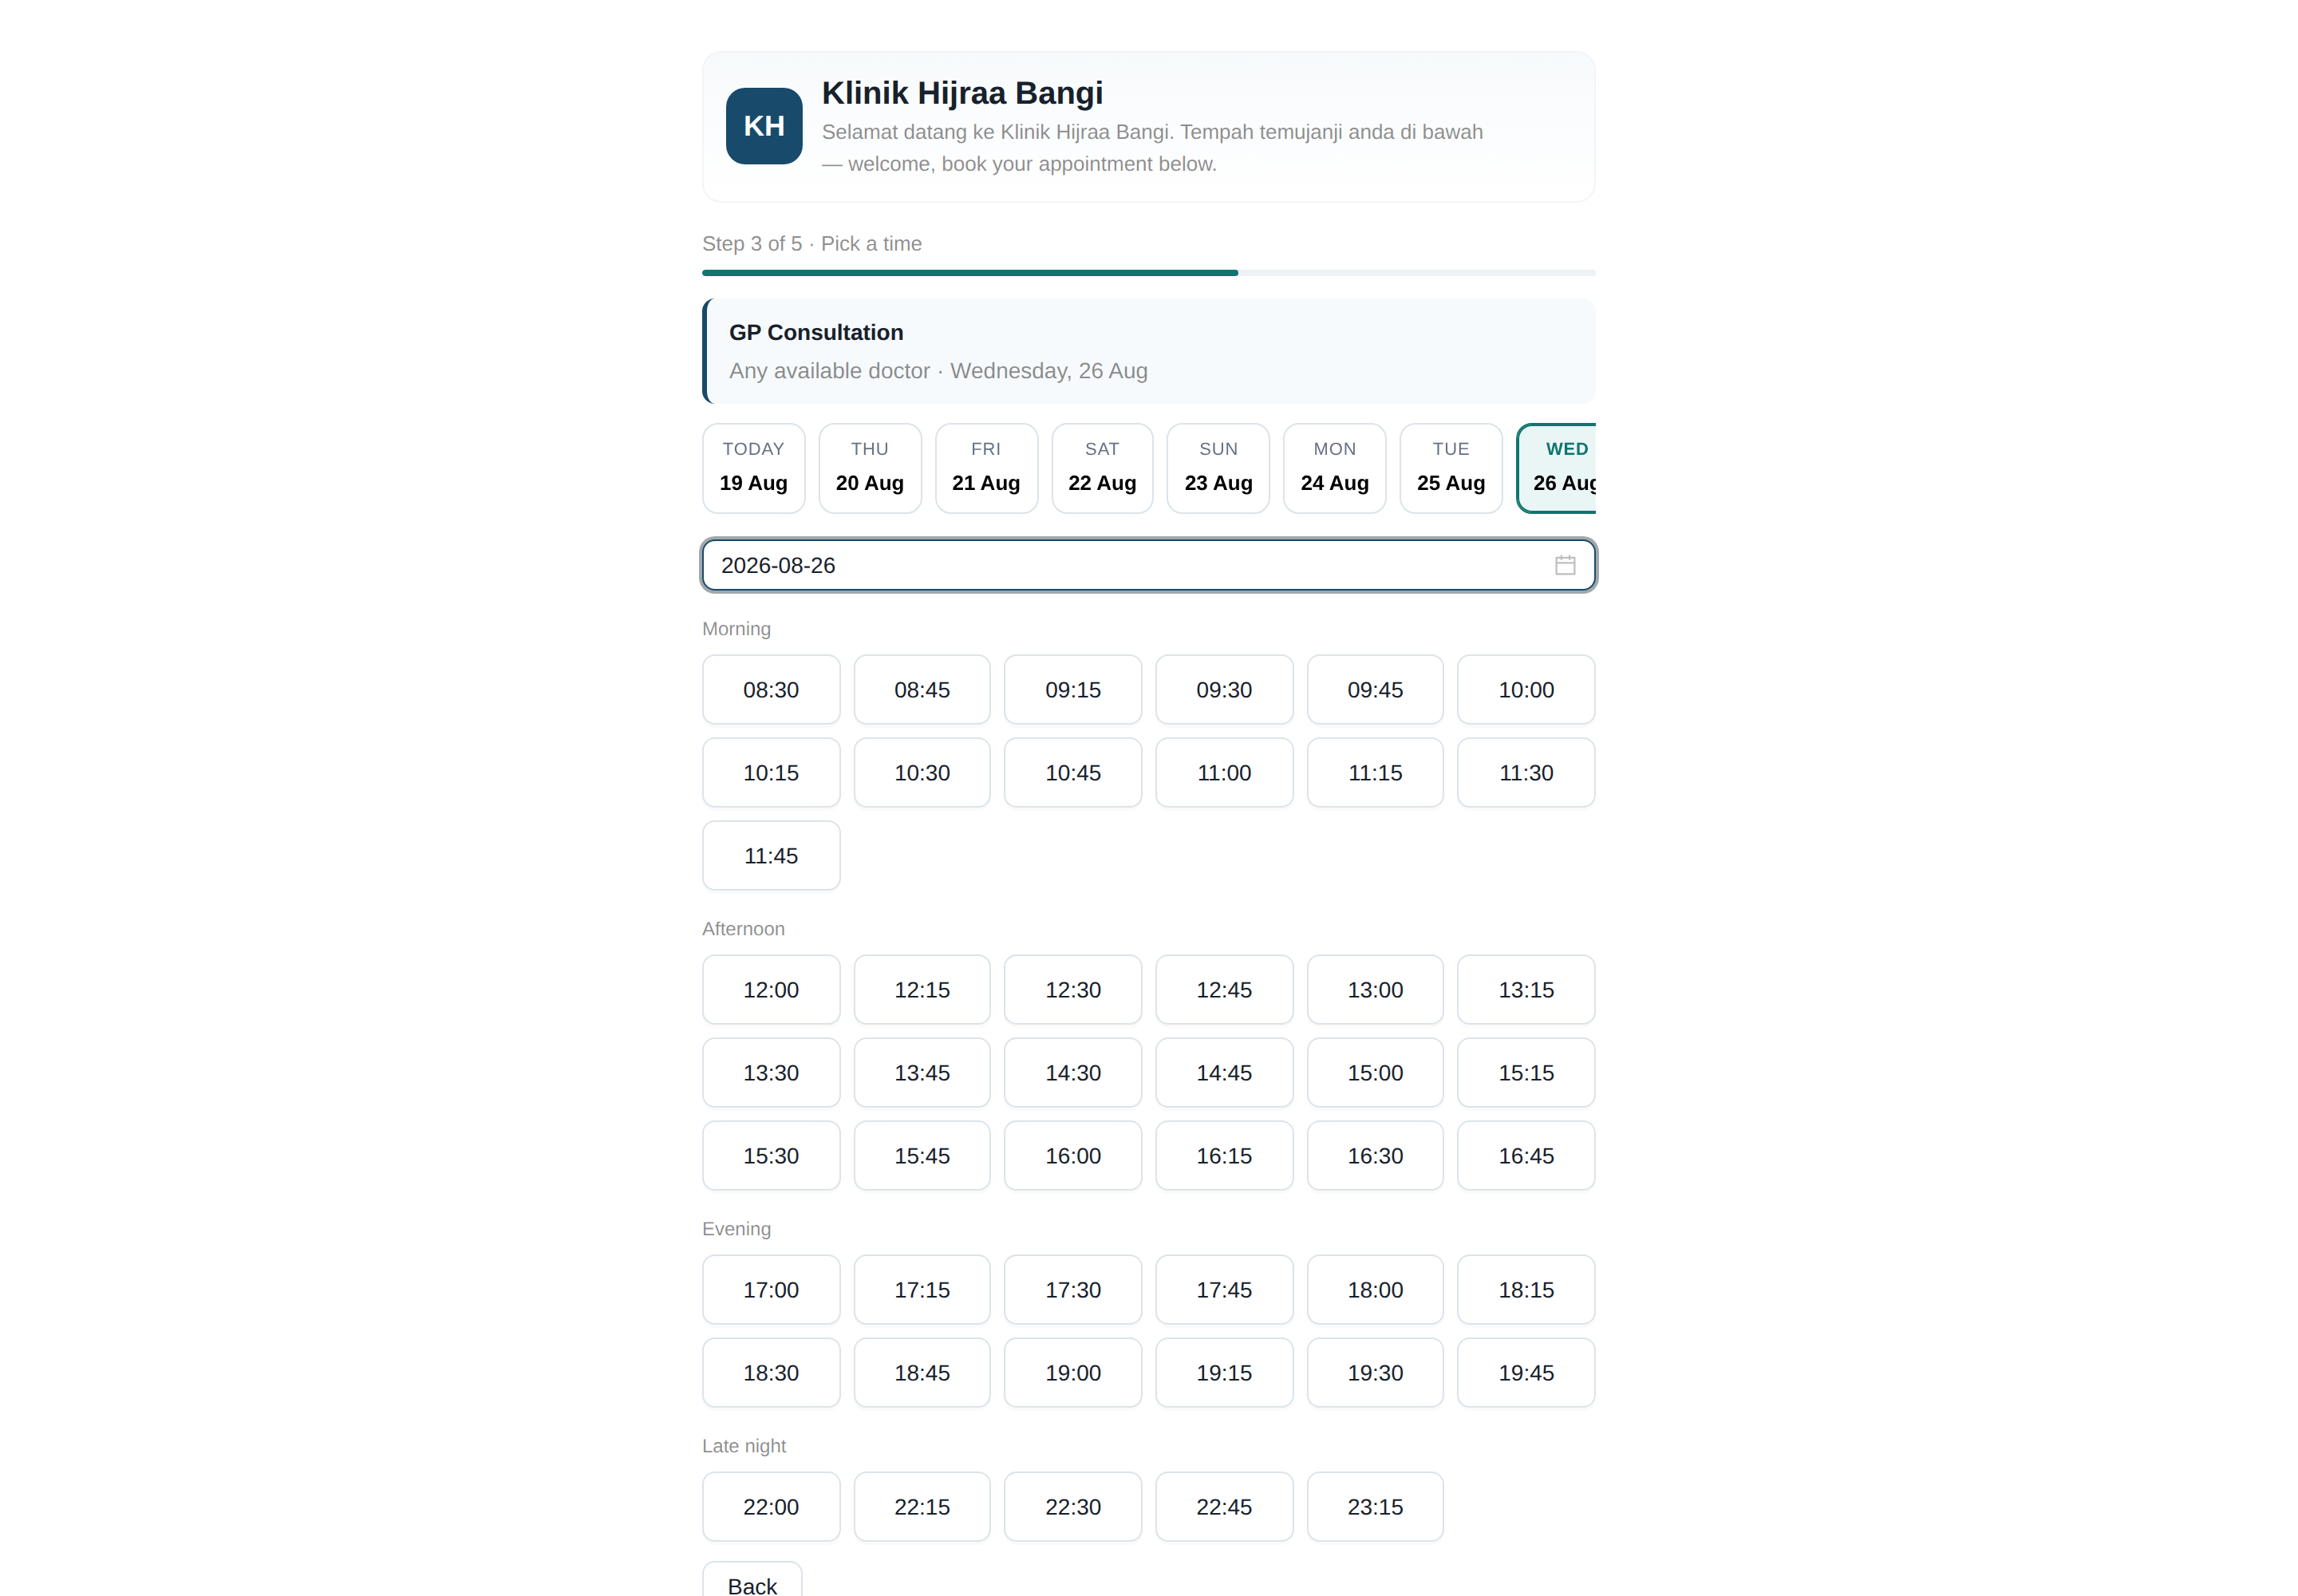 KH
Klinik Hijraa Bangi
Selamat datang ke Klinik Hijraa Bangi. Tempah temujanji anda di bawah
— welcome, book your appointment below.
Step 3 of 5 · Pick a time
GP Consultation
Any available doctor · Wednesday, 26 Aug
TODAY THU FRI SAT SUN MON TUE WED
19 Aug 20 Aug 21 Aug 22 Aug 23 Aug 24 Aug 25 Aug 26 Aug
2026-08-26
Morning
08:30 08:45 09:15 09:30 09:45 10:00
10:15 10:30 10:45 11:00 11:15 11:30
11:45
Afternoon
12:00 12:15 12:30 12:45 13:00 13:15
13:30 13:45 14:30 14:45 15:00 15:15
15:30 15:45 16:00 16:15 16:30 16:45
Evening
17:00 17:15 17:30 17:45 18:00 18:15
18:30 18:45 19:00 19:15 19:30 19:45
Late night
22:00 22:15 22:30 22:45 23:15
Back